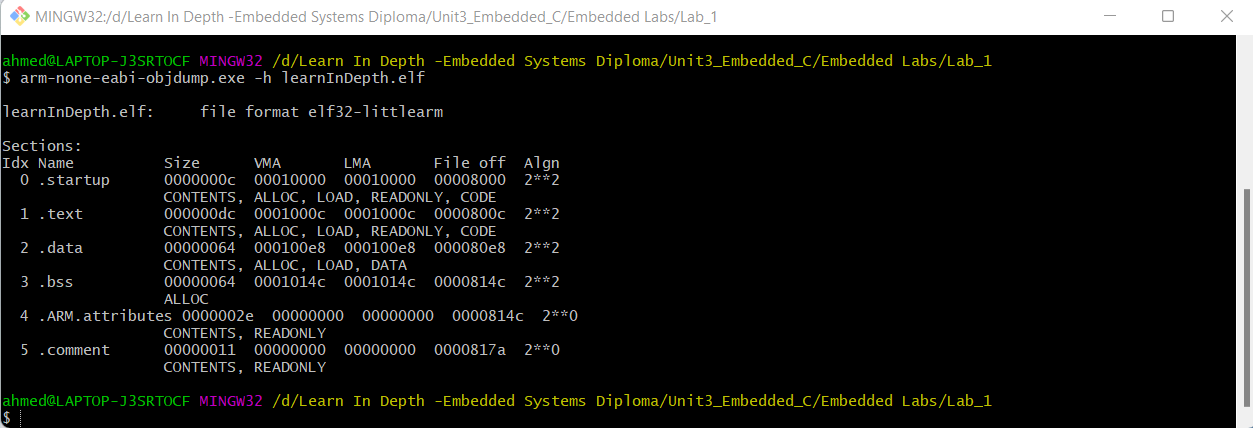 MINGW32:/d/Learn In Depth -Embedded Systems Diploma/Unit3_Embedded_C/Embedded Labs/Lab_1
ahmed@LAPTOP-J3SRTOCF MINGW32 /d/Learn In Depth -Embedded Systems Diploma/Unit3_Embedded_C/Embedded Labs/Lab_1
$ arm-none-eabi-objdump.exe -h learnInDepth.elf
learnInDepth.elf:     file format elf32-littlearm
Sections:
Idx Name          Size      VMA       LMA       File off  Algn
  0 .startup      0000000c  00010000  00010000  00008000  2**2
                  CONTENTS, ALLOC, LOAD, READONLY, CODE
  1 .text         000000dc  0001000c  0001000c  0000800c  2**2
                  CONTENTS, ALLOC, LOAD, READONLY, CODE
  2 .data         00000064  000100e8  000100e8  000080e8  2**2
                  CONTENTS, ALLOC, LOAD, DATA
  3 .bss          00000064  0001014c  0001014c  0000814c  2**2
                  ALLOC
  4 .ARM.attributes 0000002e  00000000  00000000  0000814c  2**0
                  CONTENTS, READONLY
  5 .comment      00000011  00000000  00000000  0000817a  2**0
                  CONTENTS, READONLY
ahmed@LAPTOP-J3SRTOCF MINGW32 /d/Learn In Depth -Embedded Systems Diploma/Unit3_Embedded_C/Embedded Labs/Lab_1
$